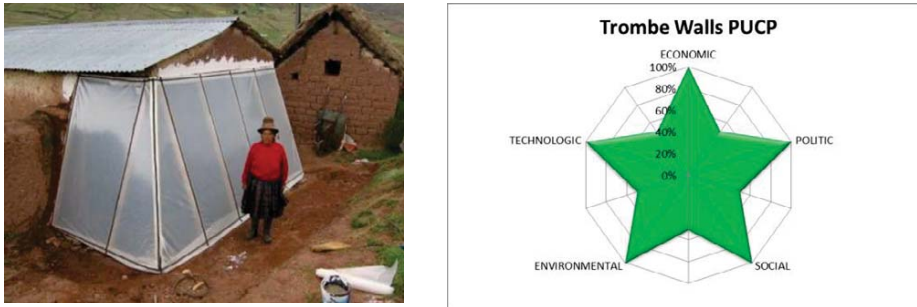 Trombe Walls PUCP
ECONOMIC
100%
80%
60%
40%
20%
0%
TECHNOLOGIC
POLITIC
ENVIRONMENTAL
SOCIAL